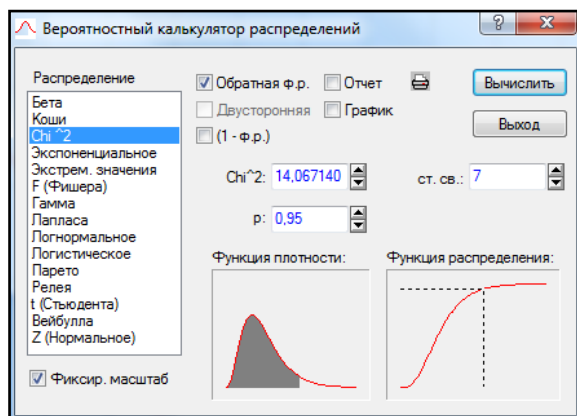 Вероятностный калькулятор распределений
Распределение
Бета
Коши
Chi ^2
Экспоненциальное
Экстрем. значения
F (Фишера)
Гамма
Лапласа
Логнормальное
Логистическое
Парето
Релея
t (Стьюдента)
Вейбулла
Z (Нормальное)
Фиксир. масштаб
Обратная ф.р. Отчет
Двусторонняя График
(1 - ф.р.)
Вычислить
Выход
Chi^2: 14,067140 ст. св.: 7
p: 0,95
Функция плотности: Функция распределения: